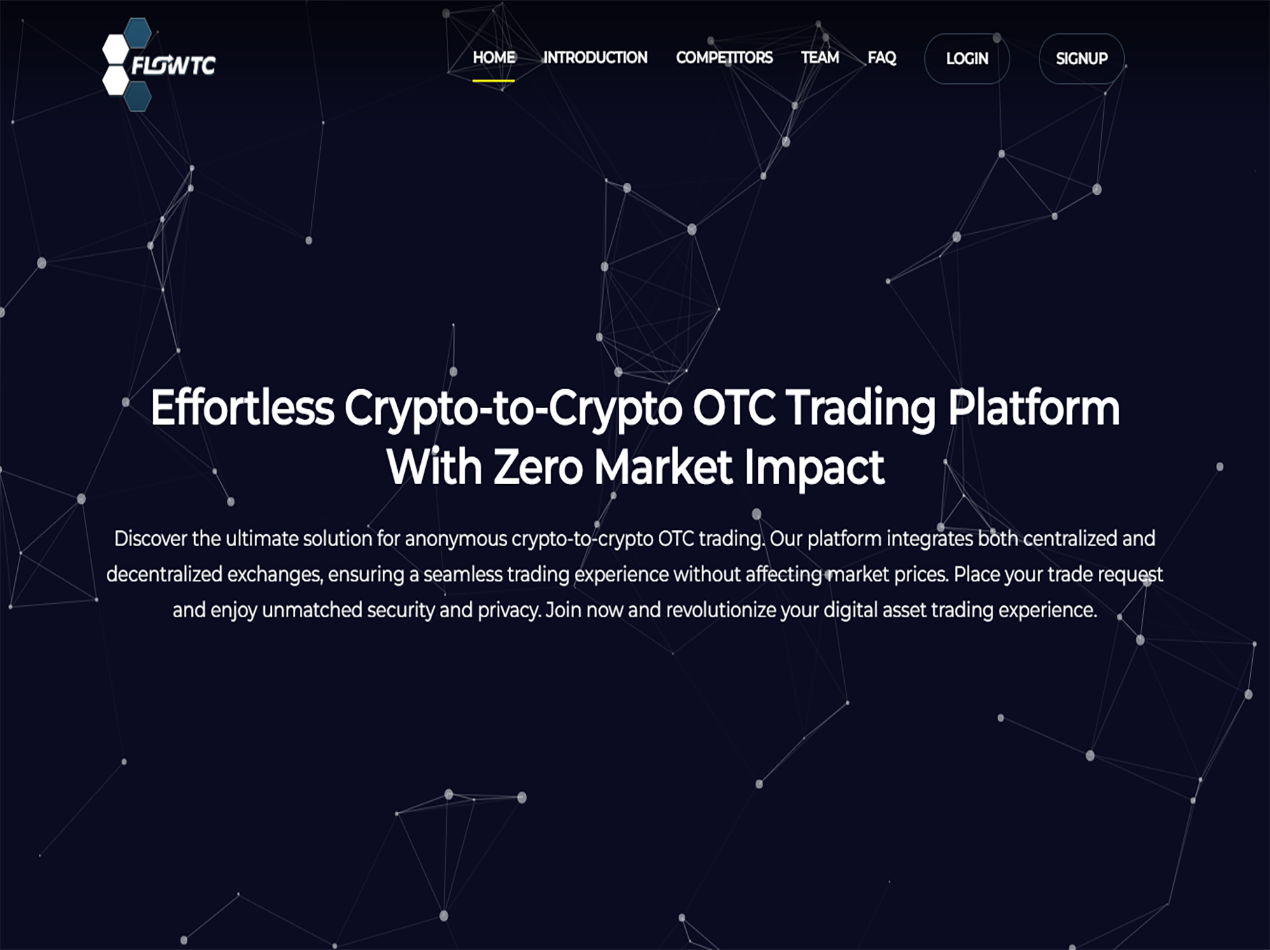 FLOWTC
HOME INTRODUCTION COMPETITORS TEAM FAQ LOGIN SIGNUP
Effortless Crypto-to-Crypto OTC Trading Platform
With Zero Market Impact
Discover the ultimate solution for anonymous crypto-to-crypto OTC trading. Our platform integrates both centralized and
decentralized exchanges, ensuring a seamless trading experience without affecting market prices. Place your trade request
and enjoy unmatched security and privacy. Join now and revolutionize your digital asset trading experience.